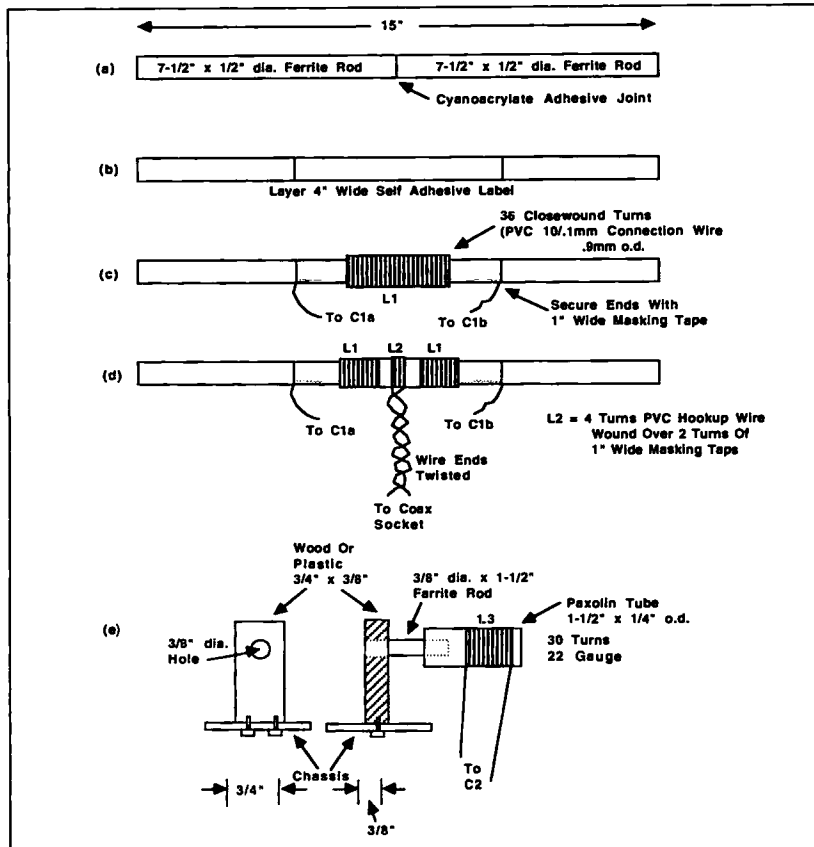 15"
(a)
7-1/2" x 1/2" dia. Ferrite Rod
7-1/2" x 1/2" dia. Ferrite Rod
Cyanoacrylate Adhesive Joint
(b)
Layer 4" Wide Self Adhesive Label
36 Closewound Turns
(PVC 10/.1mm Connection Wire
.9mm o.d.
(c)
L1
To C1a
To C1b
Secure Ends With
1" Wide Masking Tape
L1 L2 L1
(d)
To C1a
To C1b
L2 = 4 Turns PVC Hookup Wire
Wound Over 2 Turns Of
1" Wide Masking Taps
Wire Ends
Twisted
To Coax
Socket
Wood Or
Plastic
3/4" x 3/8"
3/8" dia. x 1-1/2"
Ferrite Rod
Paxolin Tube
1-1/2" x 1/4" o.d.
(e)
L3
3/8" dia.
Hole
30 Turns
22 Gauge
Chassis
To
C2
3/4"
3/8"